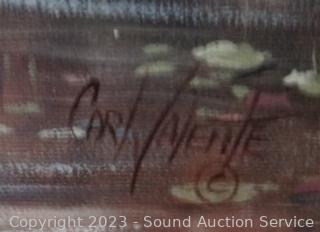 Carl Valente
©
Copyright 2023 - Sound Auction Service